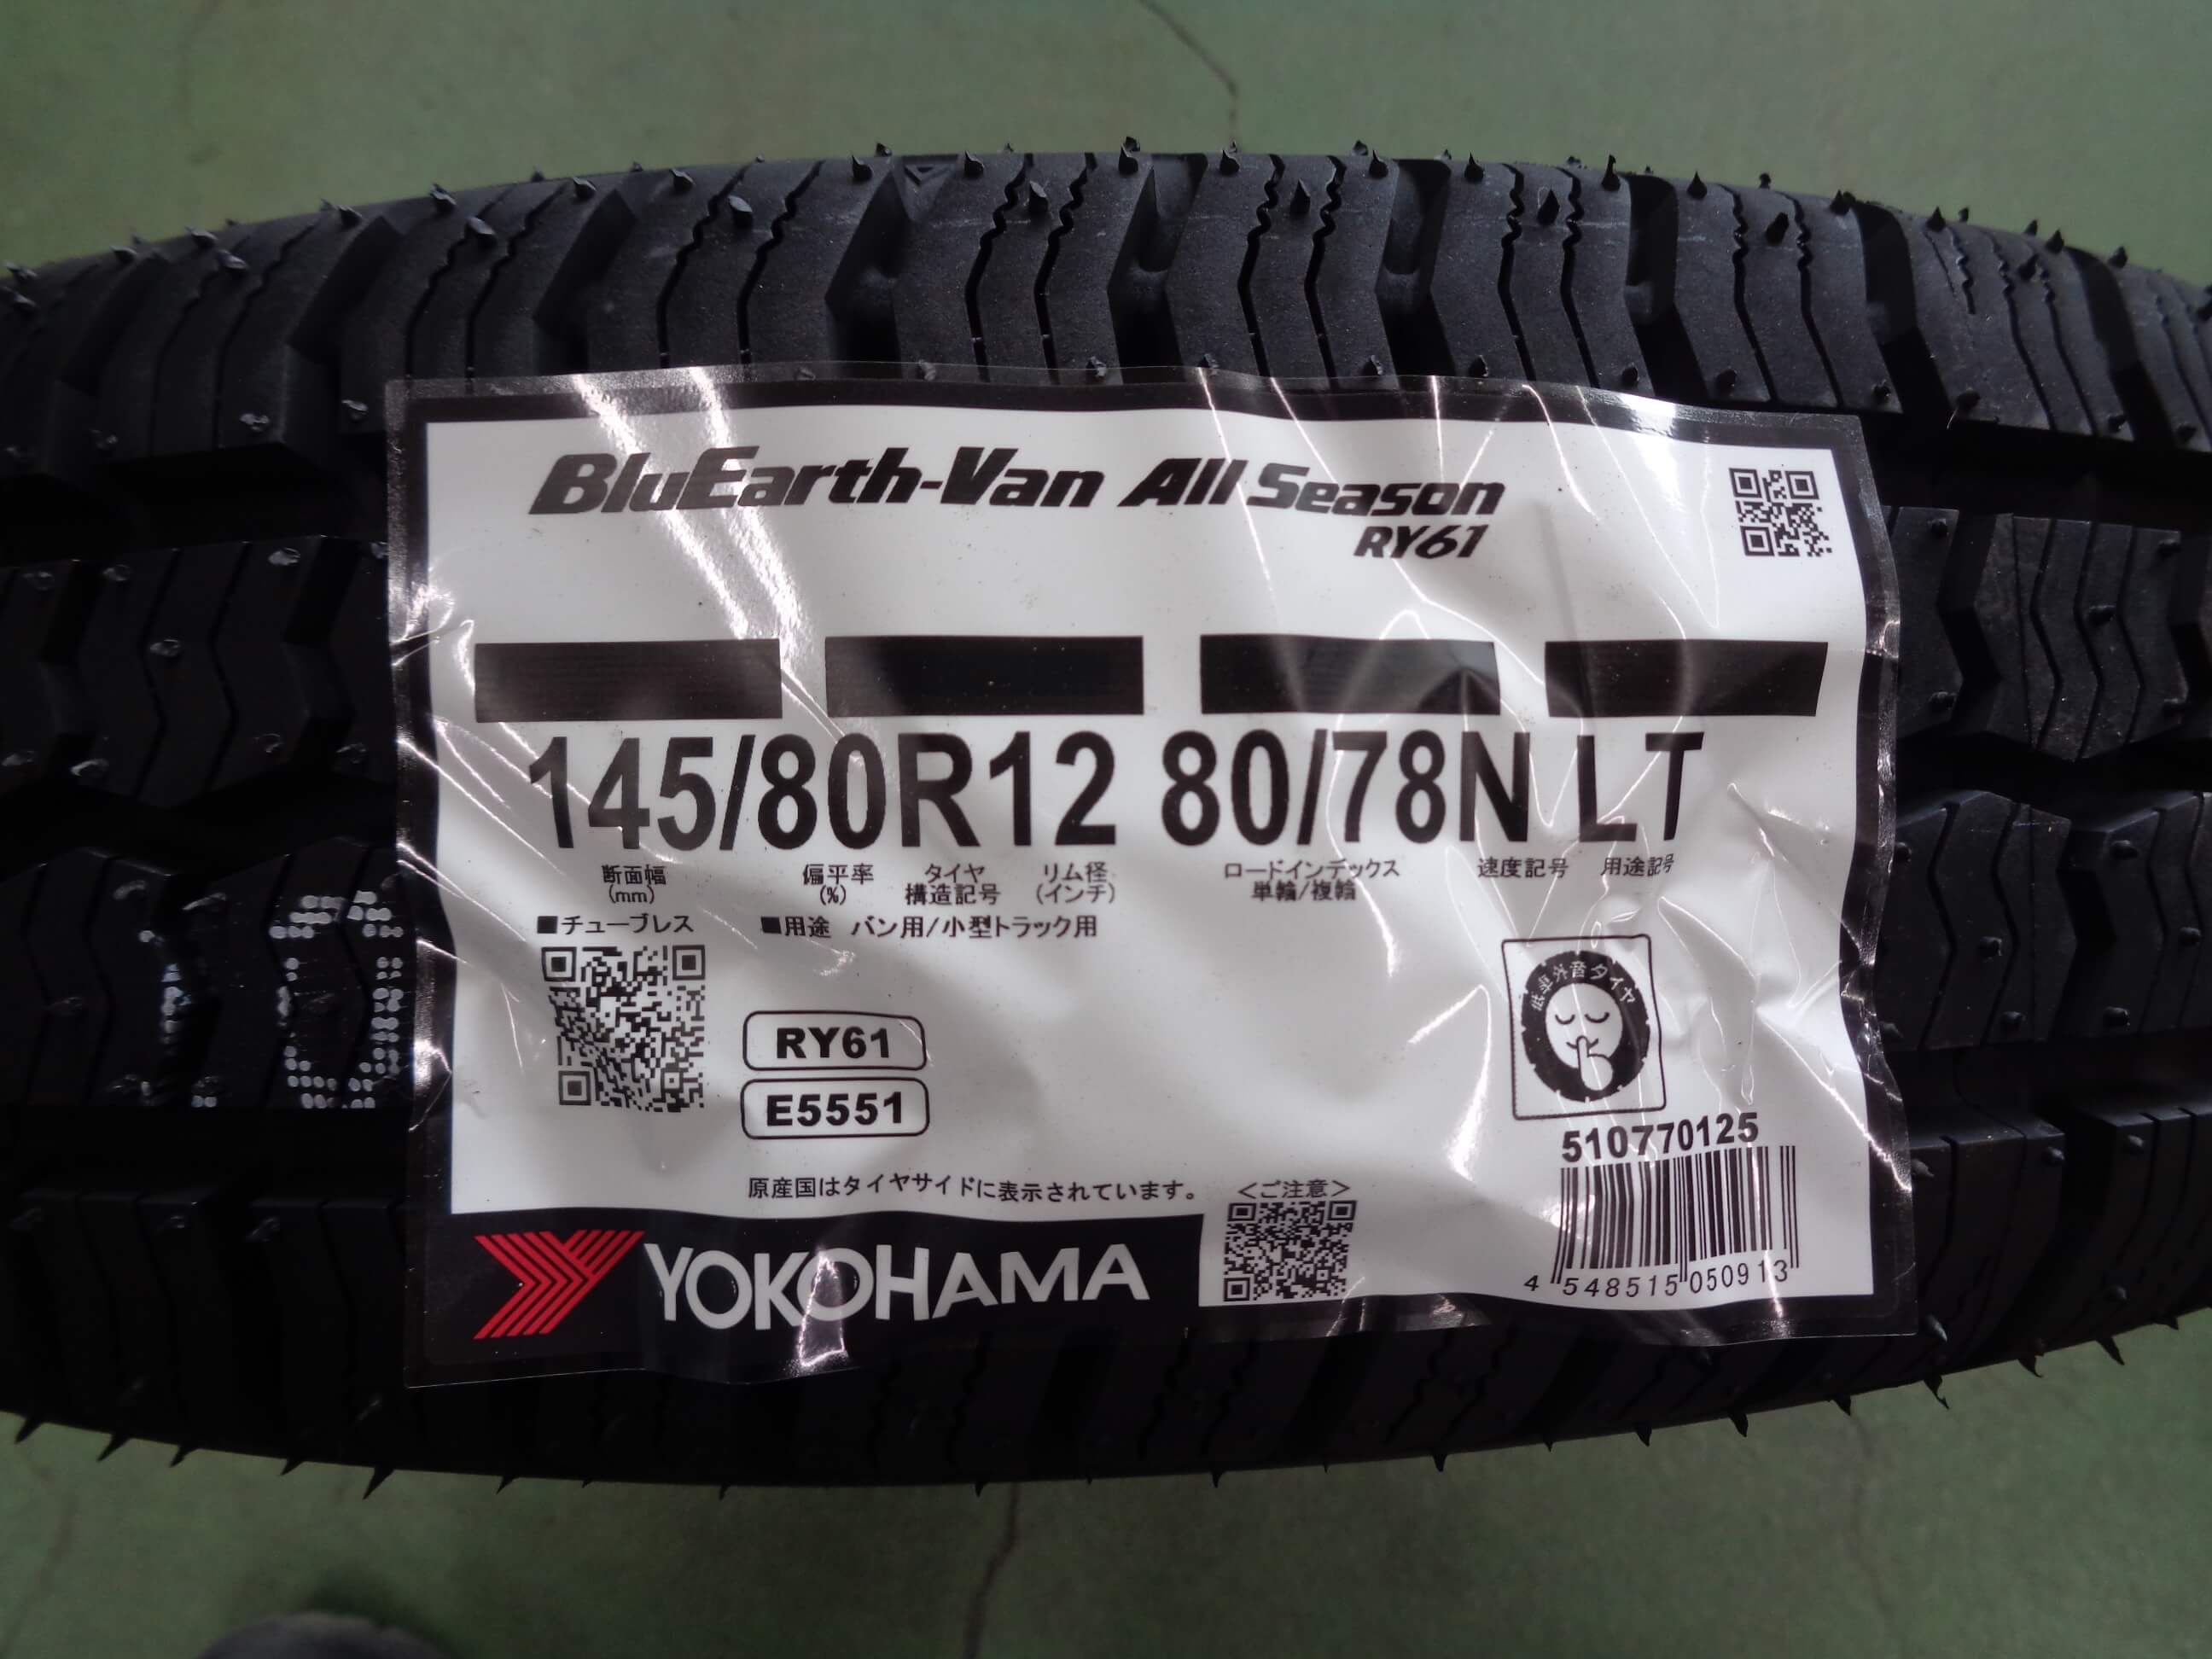 BluEarth-Van All Season
RY61
145/80R12 80/78N LT
断面幅 偏平率 タイヤ リム径 ロードインデックス 速度記号 用途記号
(mm) (%) 構造記号 (インチ) 単輪/複輪
■チューブレス ■用途 バン用/小型トラック用
低車外音タイヤ
RY61
E5551
510770125
原産国はタイヤサイドに表示されています。
<ご注意>
YOKOHAMA
4 548515 050913
10